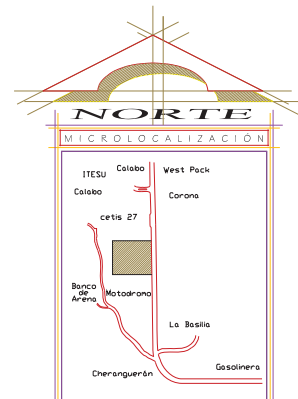 NORTE
MICROLOCALIZACIÓN
Calabo
West Pack
ITESU
Calabo
Corona
cetis 27
Banco
de
Arena
Motodromo
La Basilia
Gasolinera
Cheranguerán